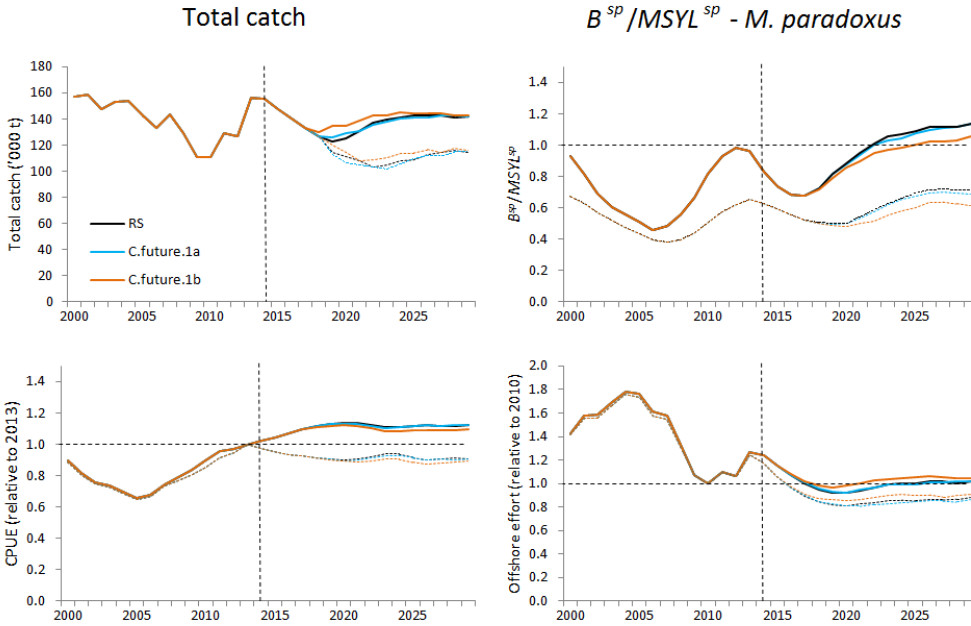 Total catch
B sp /MSYL sp - M. paradoxus
Total catch ('000 t)
180
160
140
120
100
80
60
40
20
0
RS
C.future.1a
C.future.1b
2000 2005 2010 2015 2020 2025
Bsp/MSYLsp
1.4
1.2
1.0
0.8
0.6
0.4
0.2
0.0
2000 2005 2010 2015 2020 2025
CPUE (relative to 2013)
1.4
1.2
1.0
0.8
0.6
0.4
0.2
0.0
2000 2005 2010 2015 2020 2025
Offshore effort (relative to 2010)
2.0
1.8
1.6
1.4
1.2
1.0
0.8
0.6
0.4
0.2
0.0
2000 2005 2010 2015 2020 2025